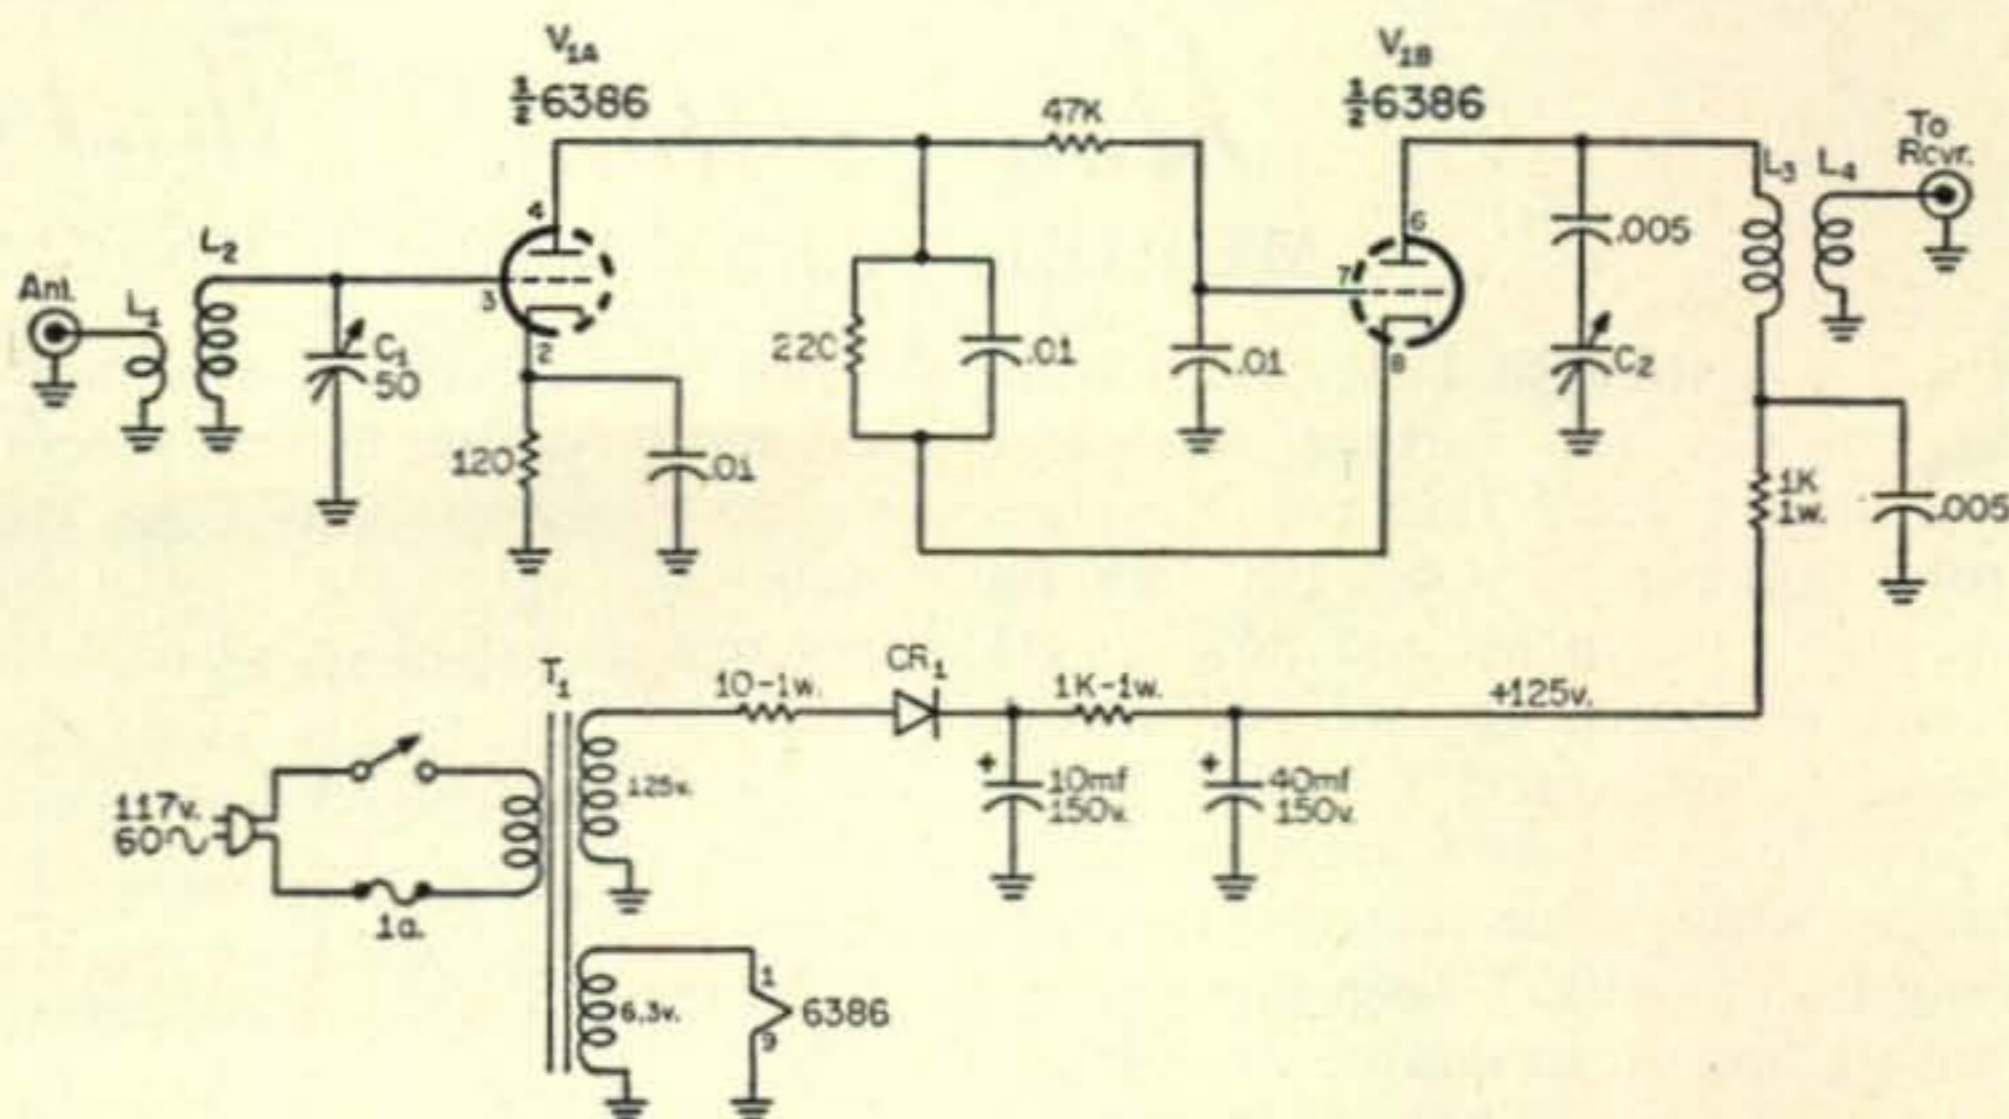 V1A
½6386
V1B
½6386
47K
To
Rcvr.
L3
L4
4
6
L2
.005
Ant.
L1
3
7
C1
50
2
220
.01
.01
8
C2
120
.01
1K
1w.
.005
T1
10-1w.
CR1
1K-1w.
+125v.
117v.
60~
125v.
+
10mf
150v.
+
40mf
150v.
1a.
6.3v.
1
6386
9